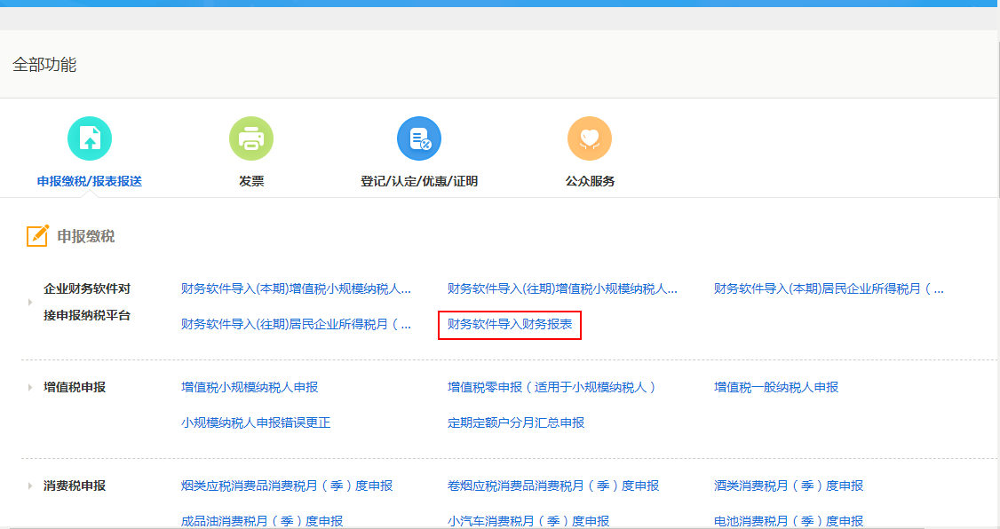 全部功能
申报缴税/报表报送 发票 登记/认定/优惠/证明 公众服务
申报缴税
企业财务软件对
接申报纳税平台
财务软件导入(本期)增值税小规模纳税人... 财务软件导入(往期)增值税小规模纳税人... 财务软件导入(本期)居民企业所得税月（...
财务软件导入(往期)居民企业所得税月（... 财务软件导入财务报表
增值税申报 增值税小规模纳税人申报 增值税零申报（适用于小规模纳税人） 增值税一般纳税人申报
小规模纳税人申报错误更正 定期定额户分月汇总申报
消费税申报 烟类应税消费品消费税月（季）度申报 卷烟应税消费品消费税月（季）度申报 酒类消费税月（季）度申报
成品油消费税月（季）度申报 小汽车消费税月（季）度申报 电池消费税月（季）度申报